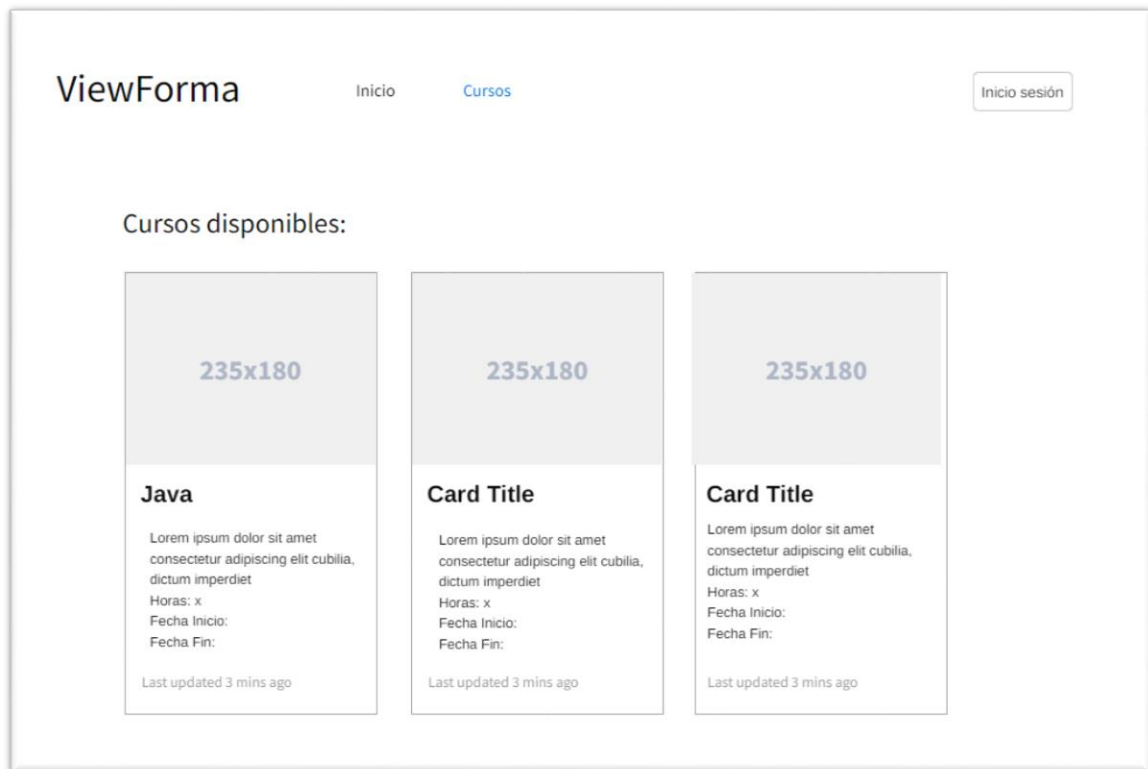 ViewForma
Inicio
Cursos
Inicio sesión
Cursos disponibles:
235x180
Java
Lorem ipsum dolor sit amet
consectetur adipiscing elit cubilia,
dictum imperdiet
Horas: x
Fecha Inicio:
Fecha Fin:
Last updated 3 mins ago
235x180
Card Title
Lorem ipsum dolor sit amet
consectetur adipiscing elit cubilia,
dictum imperdiet
Horas: x
Fecha Inicio:
Fecha Fin:
Last updated 3 mins ago
235x180
Card Title
Lorem ipsum dolor sit amet
consectetur adipiscing elit cubilia,
dictum imperdiet
Horas: x
Fecha Inicio:
Fecha Fin:
Last updated 3 mins ago